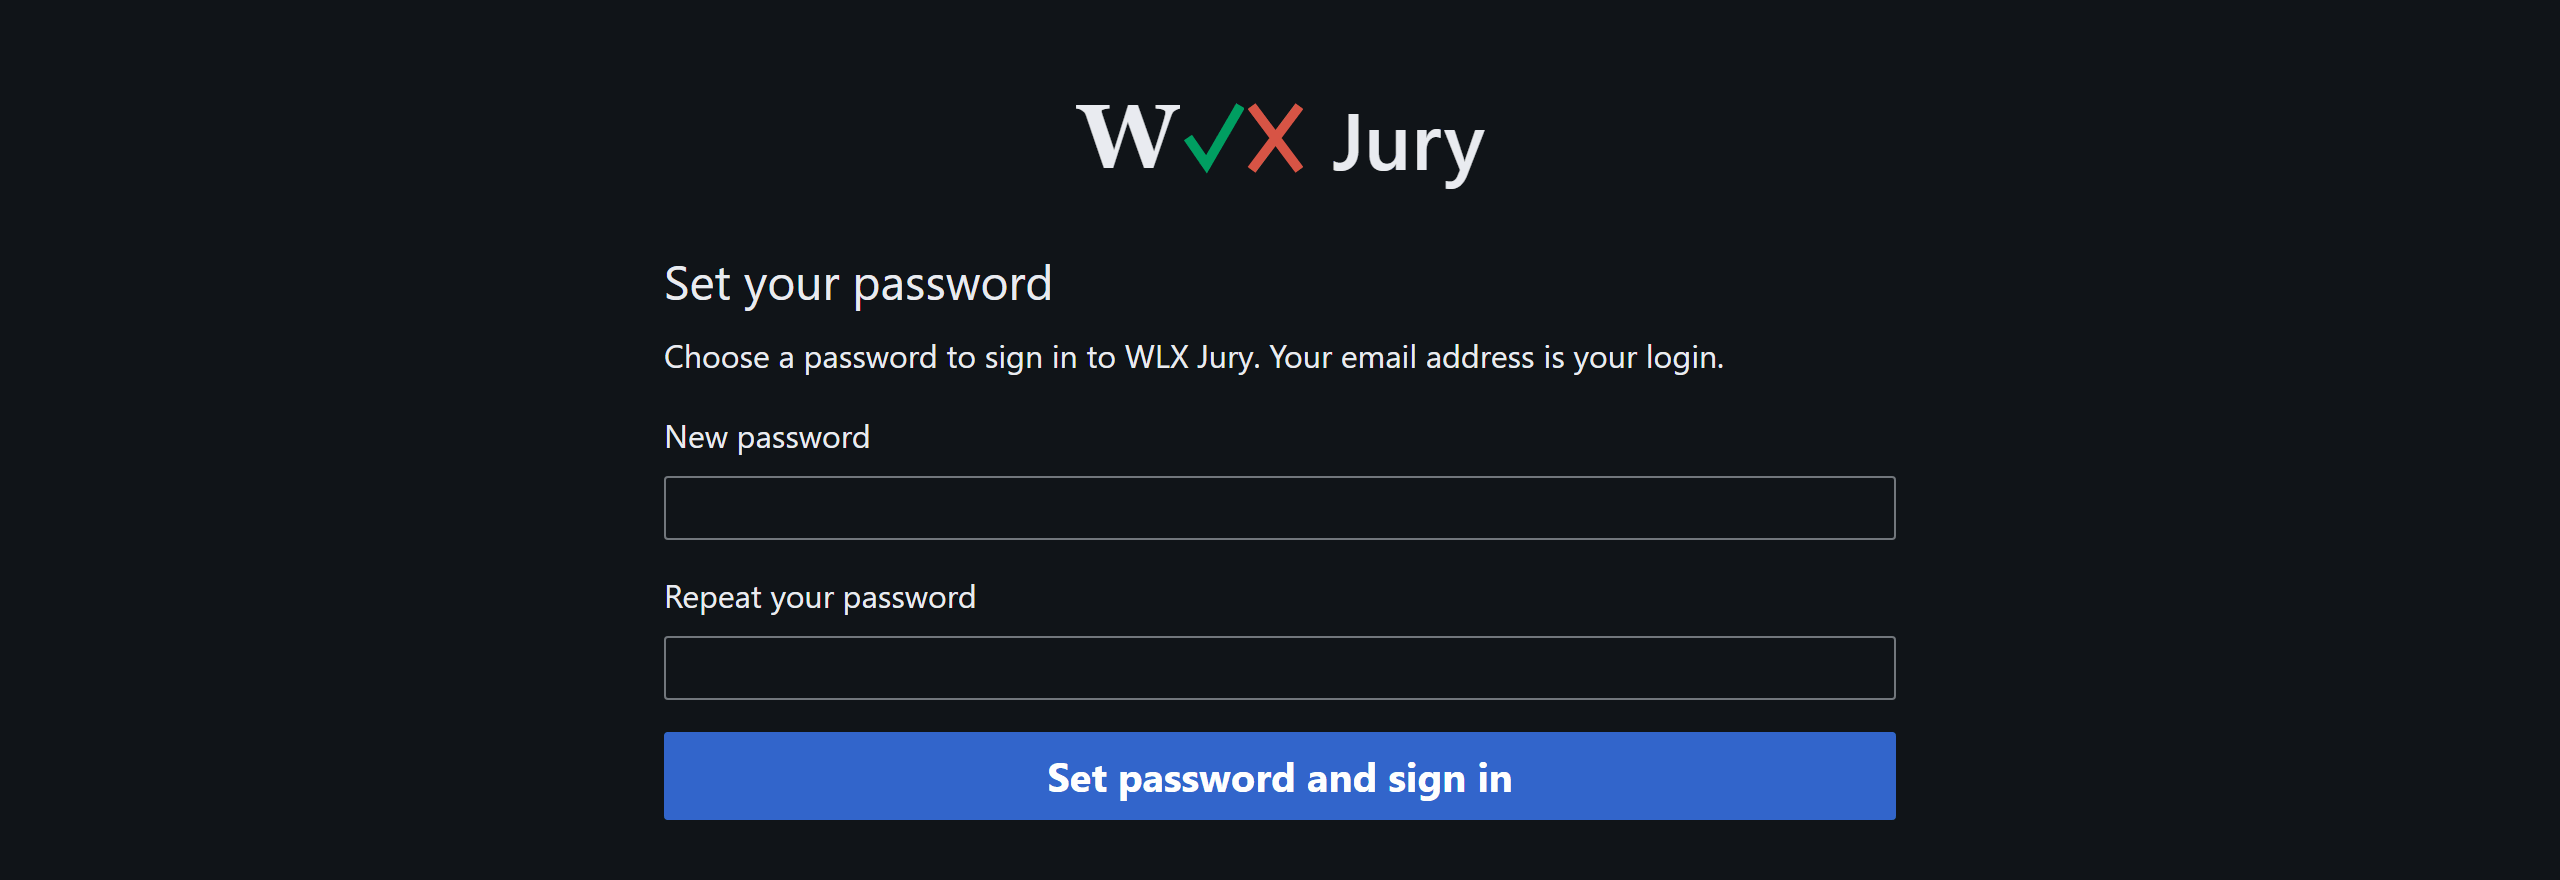 W✓X Jury
Set your password
Choose a password to sign in to WLX Jury. Your email address is your login.
New password
Repeat your password
Set password and sign in